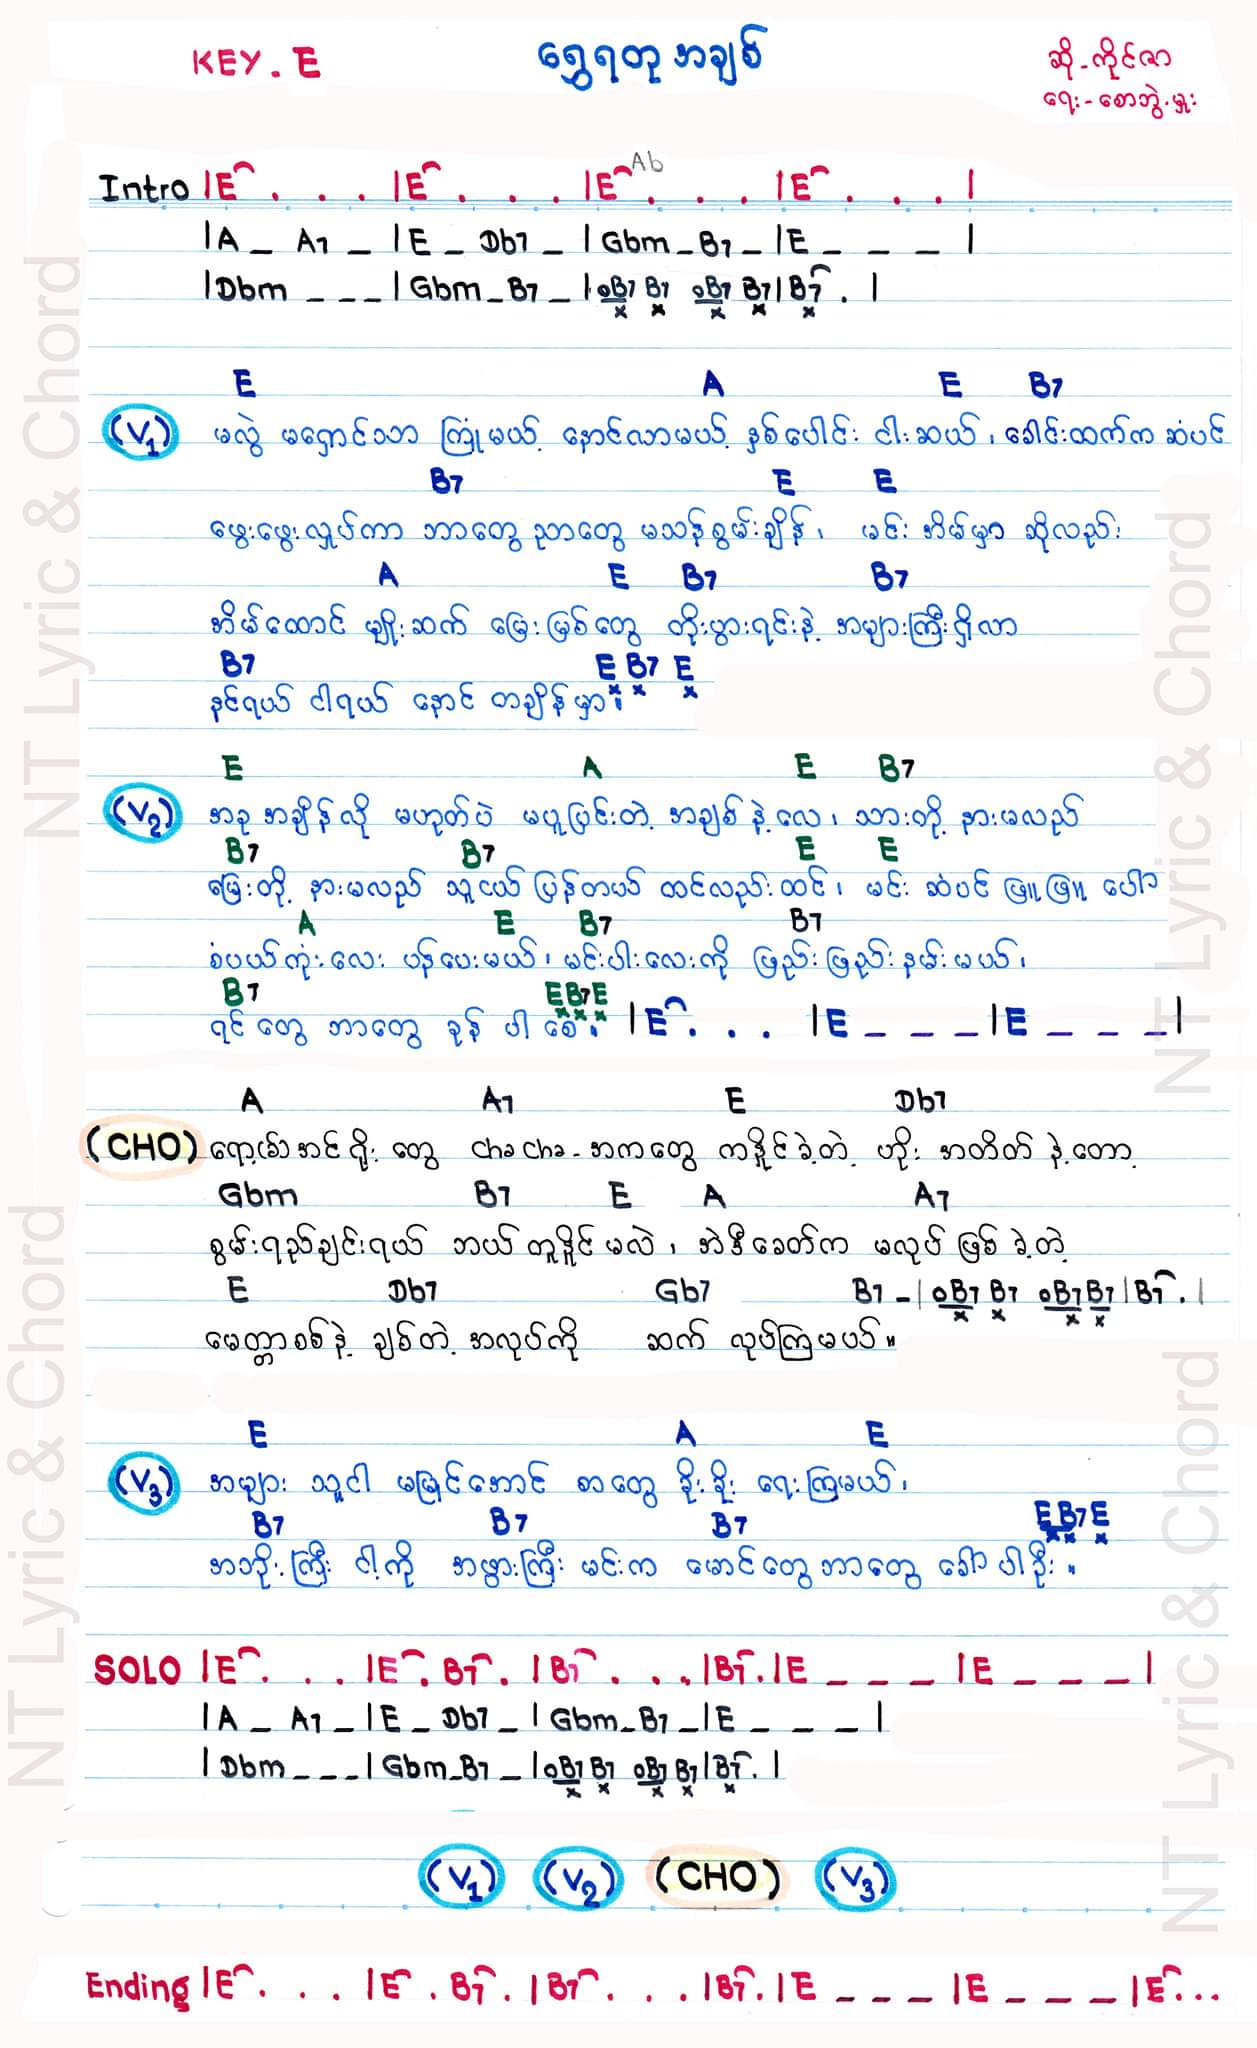 KEY. E
ရွှေရတု အချစ်
ဆို - ကိုင်ဇာ
ရေး - စောဘွဲ့မှူး
Intro |E . . . |E . . . |E Ab . . . |E . . . |
|A _ A7 _ |E _ Db7 _ |Gbm _ B7 _ |E _ _ _ |
|Dbm _ _ _ |Gbm _ B7 _ |oB7 B7 oB7 B7 |B7 . |
E A E B7
(V1) မလွဲ မရှောင်သာ ကြုံမယ့် နောင်လာမယ့် နှစ်ပေါင်း ငါးဆယ်၊ ခေါင်းထက်က ဆံပင်
B7 E E
ဖွေးဖွေးလှုပ်ကာ ဘာတွေ ညာတွေ မသန်စွမ်းချိန်၊ မင်း အိမ်မှာ ဆိုလည်း
A E B7 B7
အိမ်ထောင် မျိုးဆက် မြေးမြစ်တွေ တိုးပွားရင်းနဲ့ အများကြီးရှိလာ
B7 E B7 E
နင်ရယ် ငါရယ် နောင် တချိန်မှာ။
E A E B7
(V2) အခု အချိန်လို မဟုတ်ပဲ မယူပြင်းတဲ့ အချစ် နဲ့ လေ၊ သားတို့ နားမလည်
B7 B7 E E
မြေးတို့ နားမလည် သူငယ် ပြန်တယ် ထင်လည်းထင်၊ မင်း ဆံပင် ဖြူဖြူ ပေါ်
A E B7 B7
စံပယ်ကုံးလေး ပန်ပေးမယ်၊ မင်းပါးလေးကို ဖြည်းဖြည်းနမ်းမယ်၊
B7 E B7 E
ရင်တွေ ဘာတွေ ခုန် ပါ စေ။ |E . . . |E _ _ _ |E _ _ _ |
A A7 E Db7
(CHO) ရော့ခ်အင်ရိုး တွေ cha cha - အကတွေ ကနိုင်ခဲ့တဲ့ ဟိုး အတိတ် နဲ့တော့
Gbm B7 E A A7
စွမ်းရည်ချင်းရယ် ဘယ်တူနိုင်မလဲ၊ အဲဒီခေတ်က မလုပ် ဖြစ် ခဲ့တဲ့
E Db7 Gb7 B7 _ |oB7 B7 oB7 B7 |B7 . |
မေတ္တာစစ်နဲ့ ချစ်တဲ့ အလုပ်ကို ဆက် လုပ်ကြမယ်။
E A E
(V3) အများ သူငါ မမြင်အောင် စာတွေ ခိုးခိုး ရေးကြမယ်၊
B7 B7 B7 E B7 E
အဘိုးကြီး ငါ့ကို အဖွားကြီး မင်းက မောင်တွေဘာတွေ ခေါ်ပါဦး။
SOLO |E . . . |E . B7 . |B7 . . . |B7 . |E _ _ _ |E _ _ _ |
|A _ A7 _ |E _ Db7 _ |Gbm _ B7 _ |E _ _ _ |
|Dbm _ _ _ |Gbm _ B7 _ |oB7 B7 oB7 B7 |B7 . |
(V1) (V2) (CHO) (V3)
Ending |E . . . |E . B7 . |B7 . . . |B7 . |E _ _ _ |E _ _ _ |E . . .
NT Lyric & Chord
NT Lyric & Chord
NT Lyric & Chord
NT Lyric & Chord